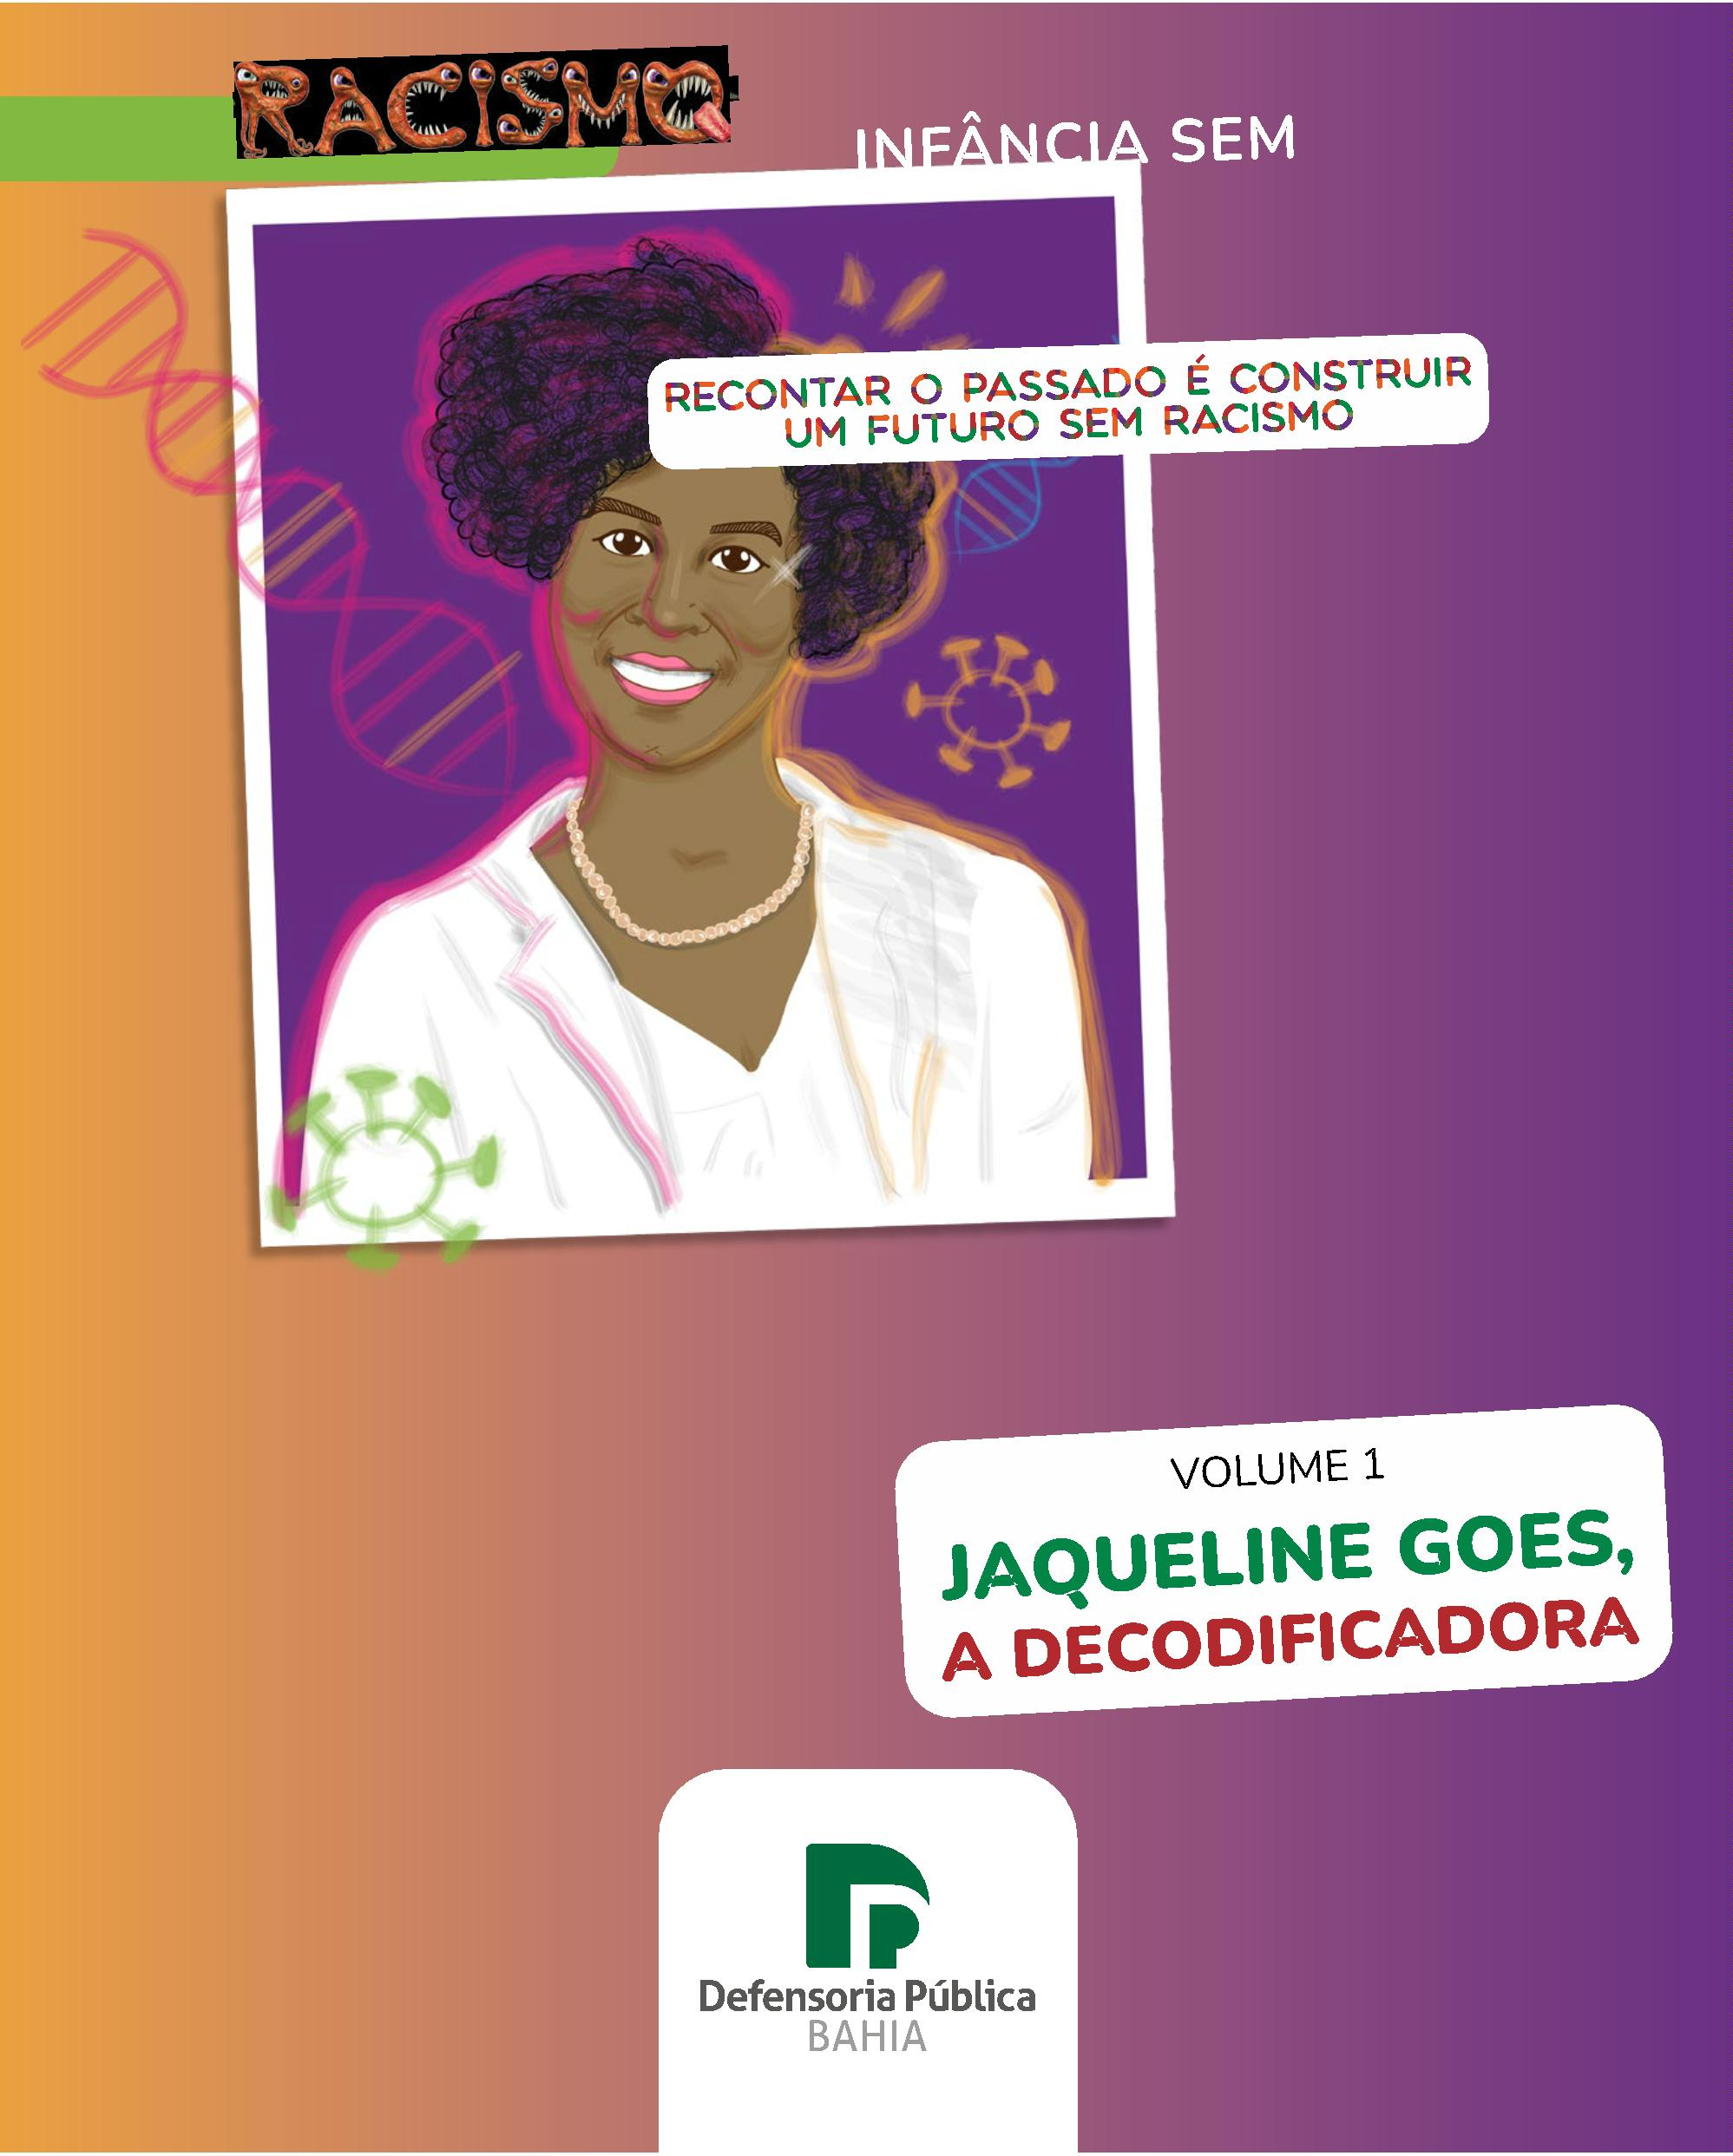 RACISMO
INFÂNCIA SEM
RECONTAR O PASSADO É CONSTRUIR
UM FUTURO SEM RACISMO
VOLUME 1
JAQUELINE GOES,
A DECODIFICADORA
Defensoria Pública
BAHIA